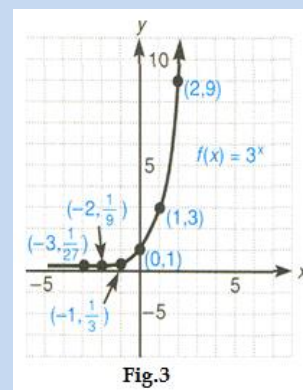 y
10
(2,9)
f(x) = 3ˣ
5
(-2, 1/9)
(1,3)
(-3, 1/27)
(0,1)
x
-5
5
(-1, 1/3)
-5
Fig.3